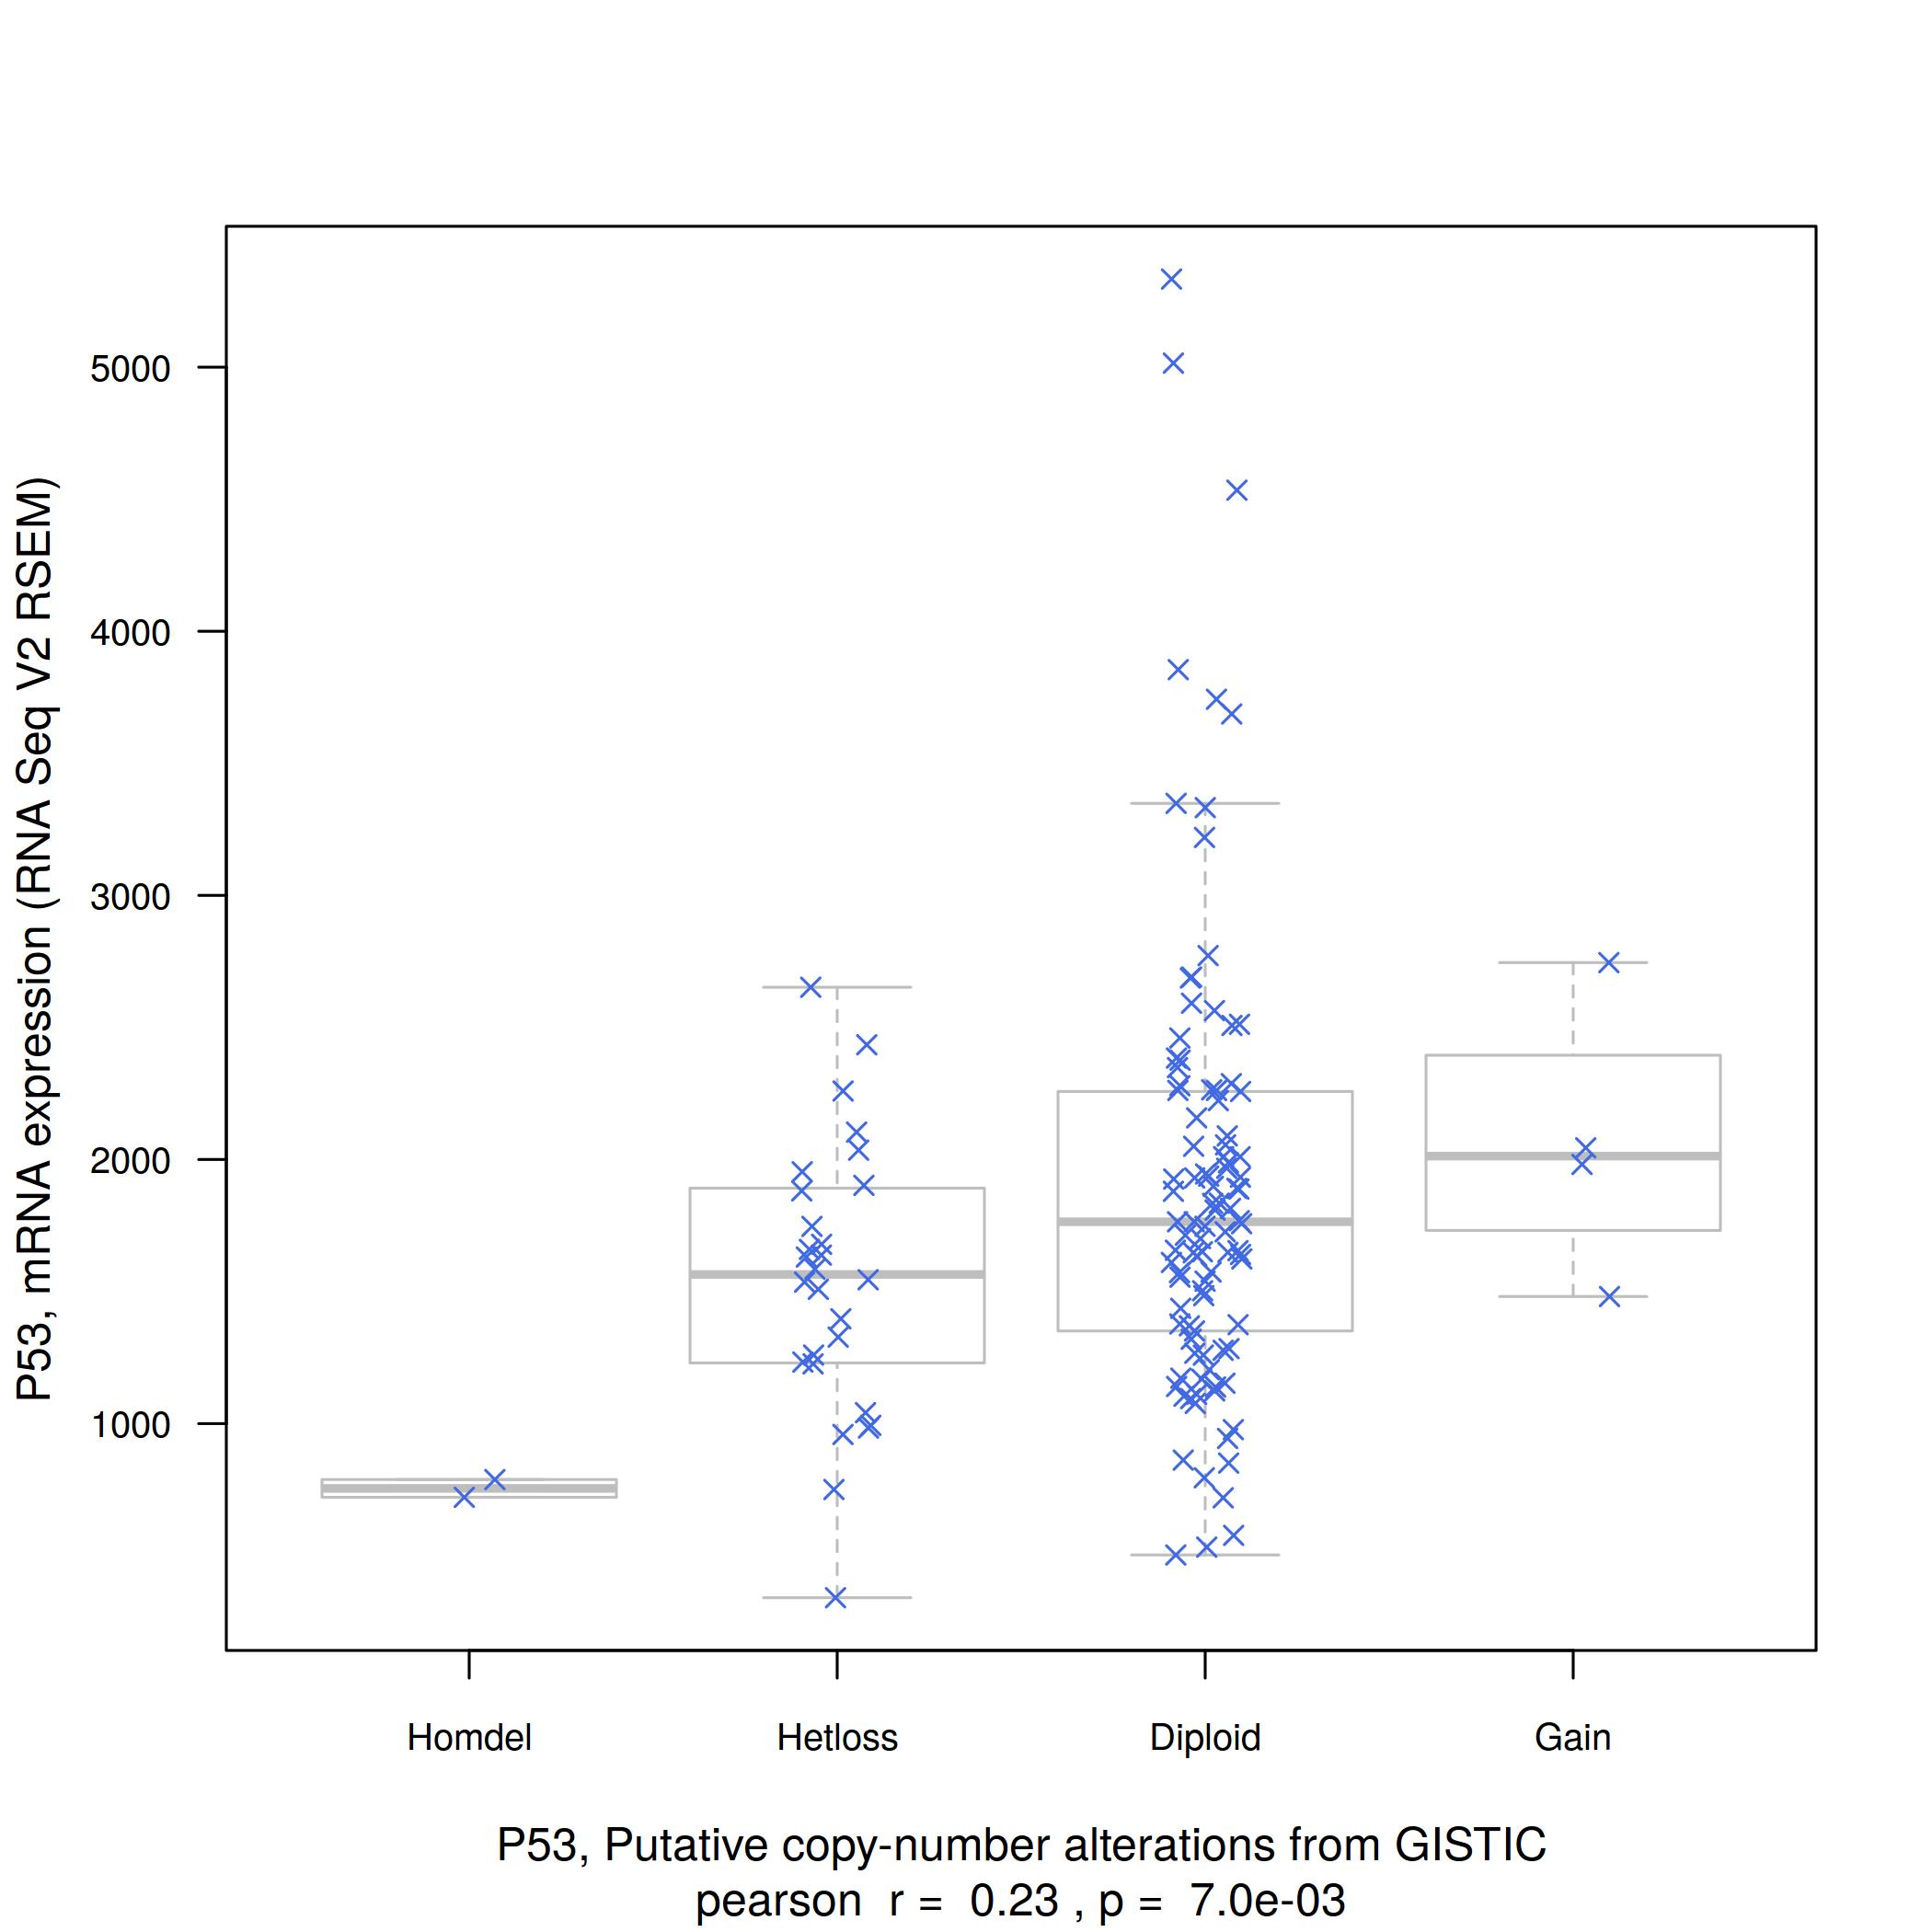 P53, mRNA expression (RNA Seq V2 RSEM)
5000
4000
3000
2000
1000
Homdel Hetloss Diploid Gain
P53, Putative copy-number alterations from GISTIC
pearson r = 0.23 , p = 7.0e-03